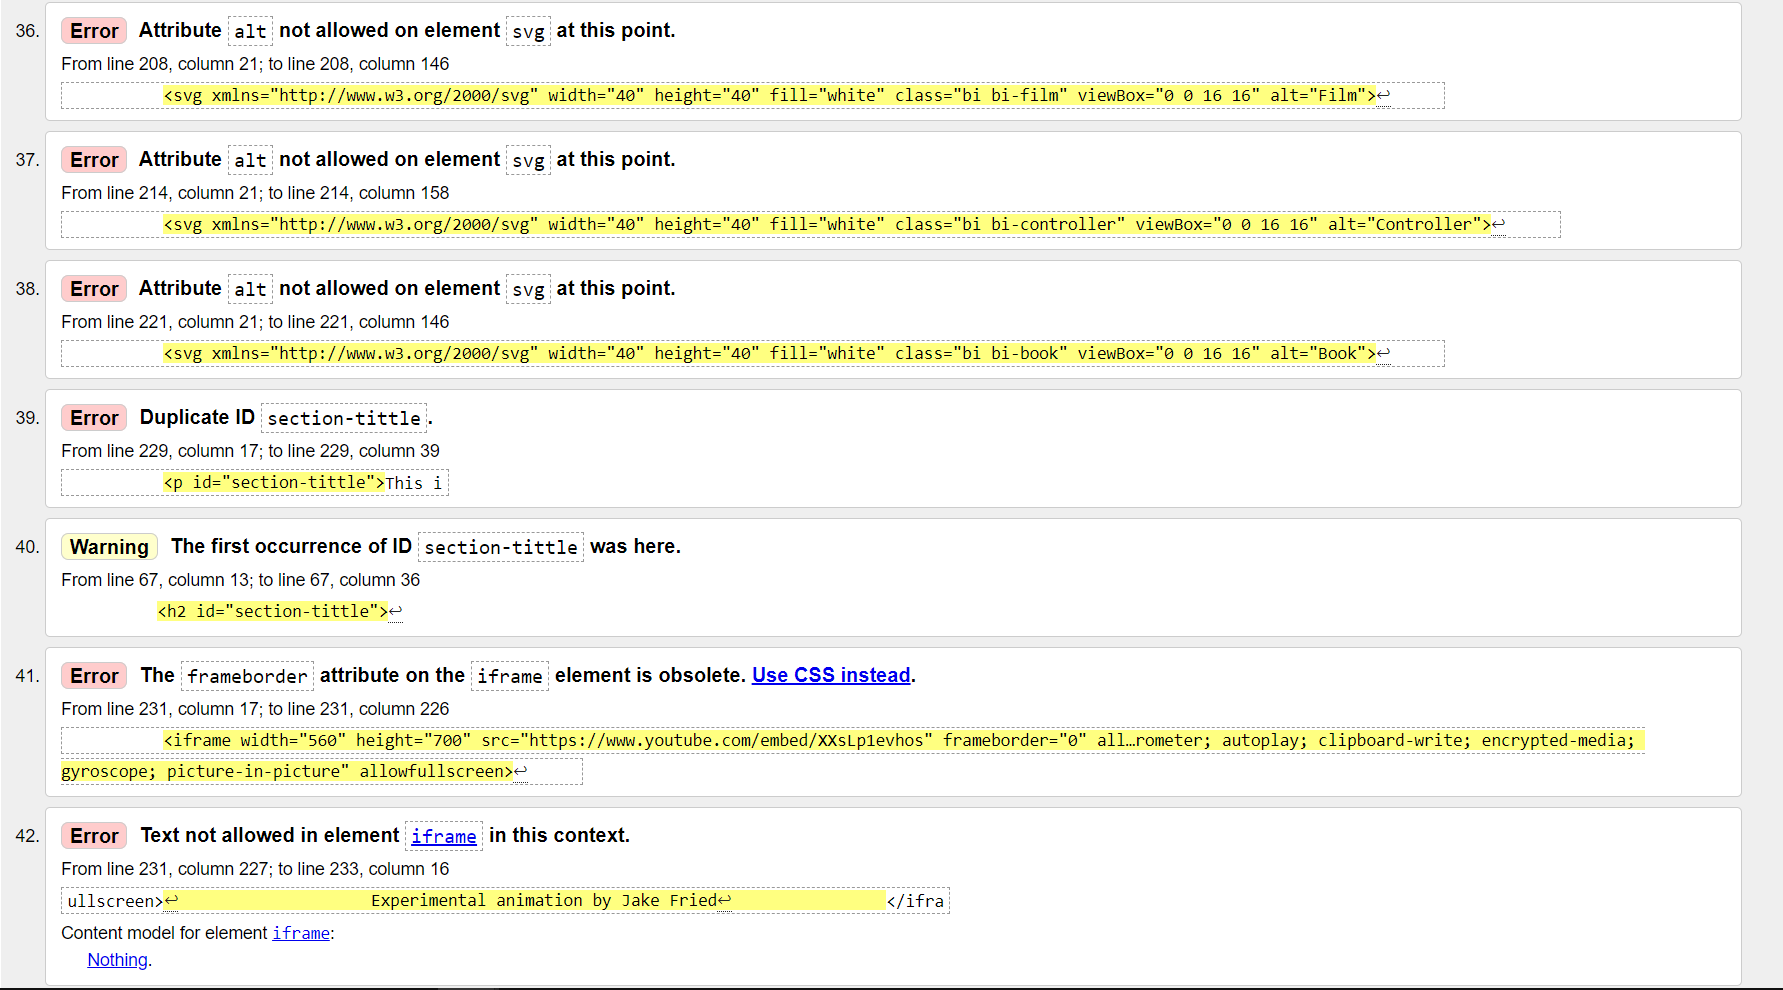 36. Error Attribute alt not allowed on element svg at this point.
From line 208, column 21; to line 208, column 146
<svg xmlns="http://www.w3.org/2000/svg" width="40" height="40" fill="white" class="bi bi-film" viewBox="0 0 16 16" alt="Film">↩
37. Error Attribute alt not allowed on element svg at this point.
From line 214, column 21; to line 214, column 158
<svg xmlns="http://www.w3.org/2000/svg" width="40" height="40" fill="white" class="bi bi-controller" viewBox="0 0 16 16" alt="Controller">↩
38. Error Attribute alt not allowed on element svg at this point.
From line 221, column 21; to line 221, column 146
<svg xmlns="http://www.w3.org/2000/svg" width="40" height="40" fill="white" class="bi bi-book" viewBox="0 0 16 16" alt="Book">↩
39. Error Duplicate ID section-tittle.
From line 229, column 17; to line 229, column 39
<p id="section-tittle">This i
40. Warning The first occurrence of ID section-tittle was here.
From line 67, column 13; to line 67, column 36
<h2 id="section-tittle">↩
41. Error The frameborder attribute on the iframe element is obsolete. Use CSS instead.
From line 231, column 17; to line 231, column 226
<iframe width="560" height="700" src="https://www.youtube.com/embed/XXsLp1evhos" frameborder="0" all…rometer; autoplay; clipboard-write; encrypted-media;
gyroscope; picture-in-picture" allowfullscreen>↩
42. Error Text not allowed in element iframe in this context.
From line 231, column 227; to line 233, column 16
ullscreen>↩ Experimental animation by Jake Fried↩ </ifra
Content model for element iframe:
Nothing.